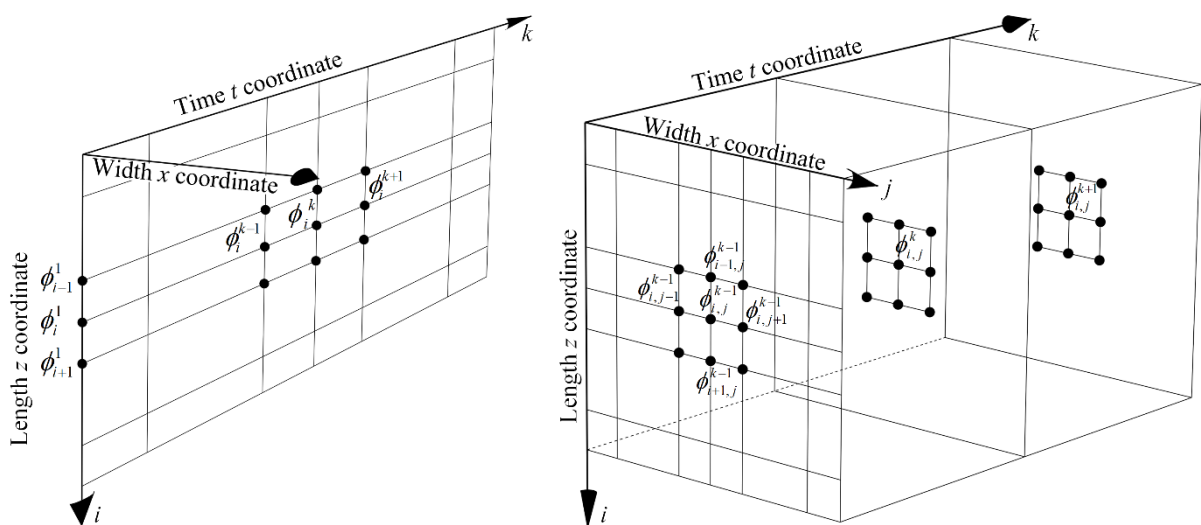 k
Time t coordinate
Width x coordinate
ϕ_i^{k+1}
ϕ_i^k
ϕ_i^{k-1}
ϕ_{i-1}^1
ϕ_i^1
ϕ_{i+1}^1
Length z coordinate
i
k
Time t coordinate
Width x coordinate
j
ϕ_{i,j}^{k+1}
ϕ_{i,j}^k
ϕ_{i-1,j}^{k-1}
ϕ_{i,j-1}^{k-1}
ϕ_{i,j}^{k-1}
ϕ_{i,j+1}^{k-1}
ϕ_{i+1,j}^{k-1}
Length z coordinate
i